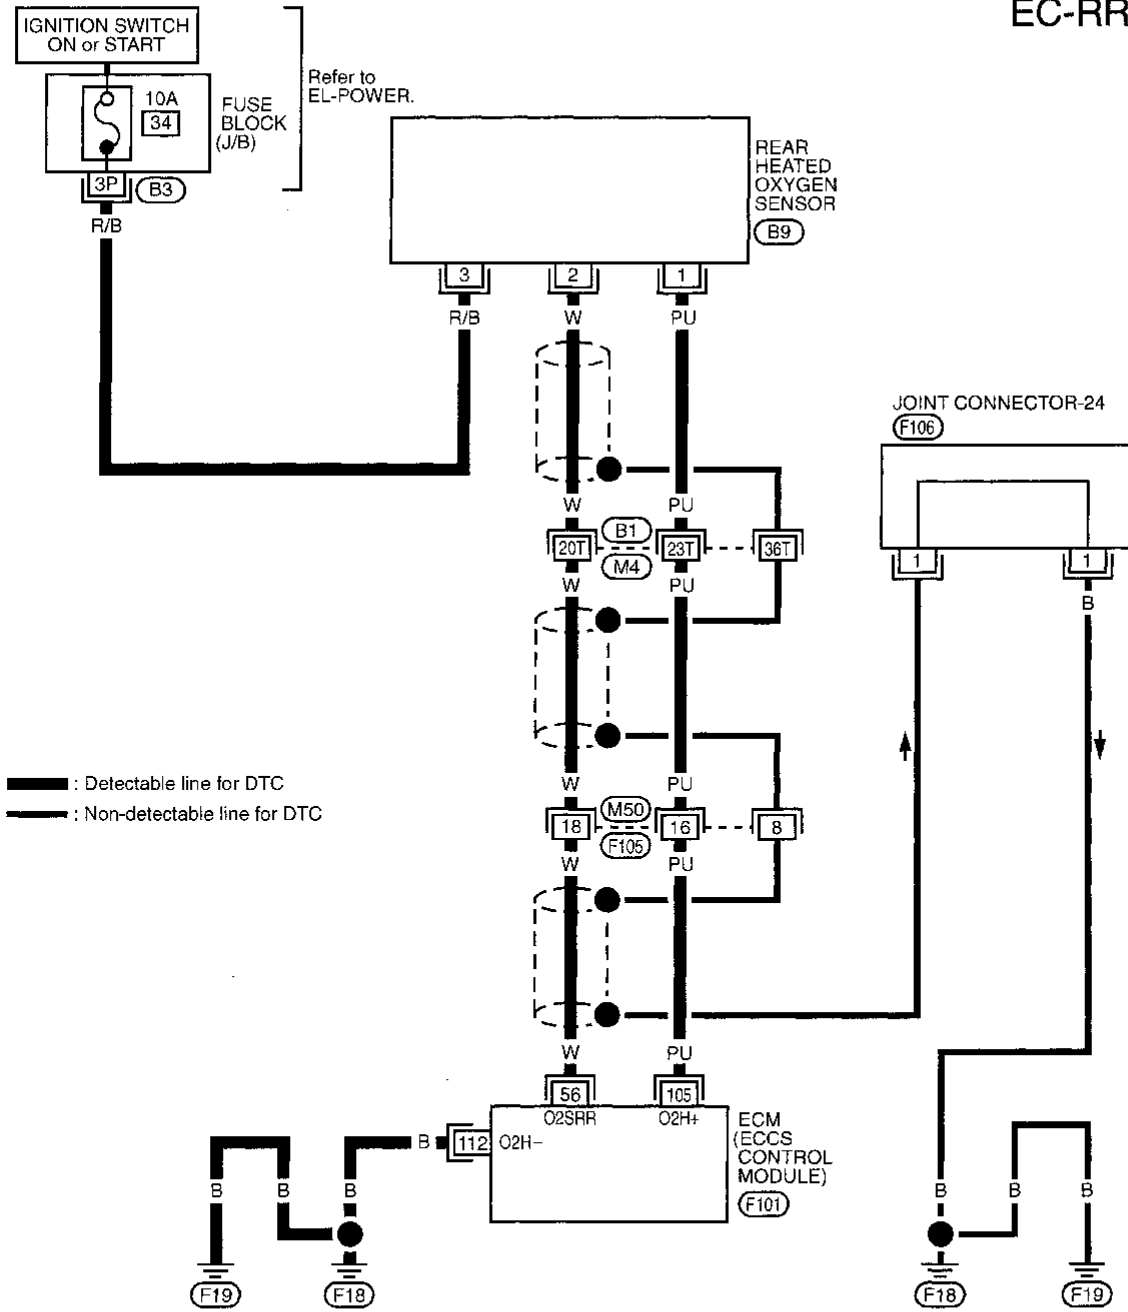 EC-RR
IGNITION SWITCH
ON or START
Refer to
EL-POWER.
10A
34
FUSE
BLOCK
(J/B)
3P
B3
R/B
REAR
HEATED
OXYGEN
SENSOR
B9
3
2
1
R/B
W
PU
JOINT CONNECTOR-24
F106
1
1
B
W
PU
B1
20T
23T
36T
M4
W
PU
: Detectable line for DTC
: Non-detectable line for DTC
W
PU
M50
18
16
8
F105
W
PU
W
PU
56
105
O2SRR
O2H+
112
O2H–
B
ECM
(ECCS
CONTROL
MODULE)
F101
B
B
B
B
B
B
F19
F18
F18
F19